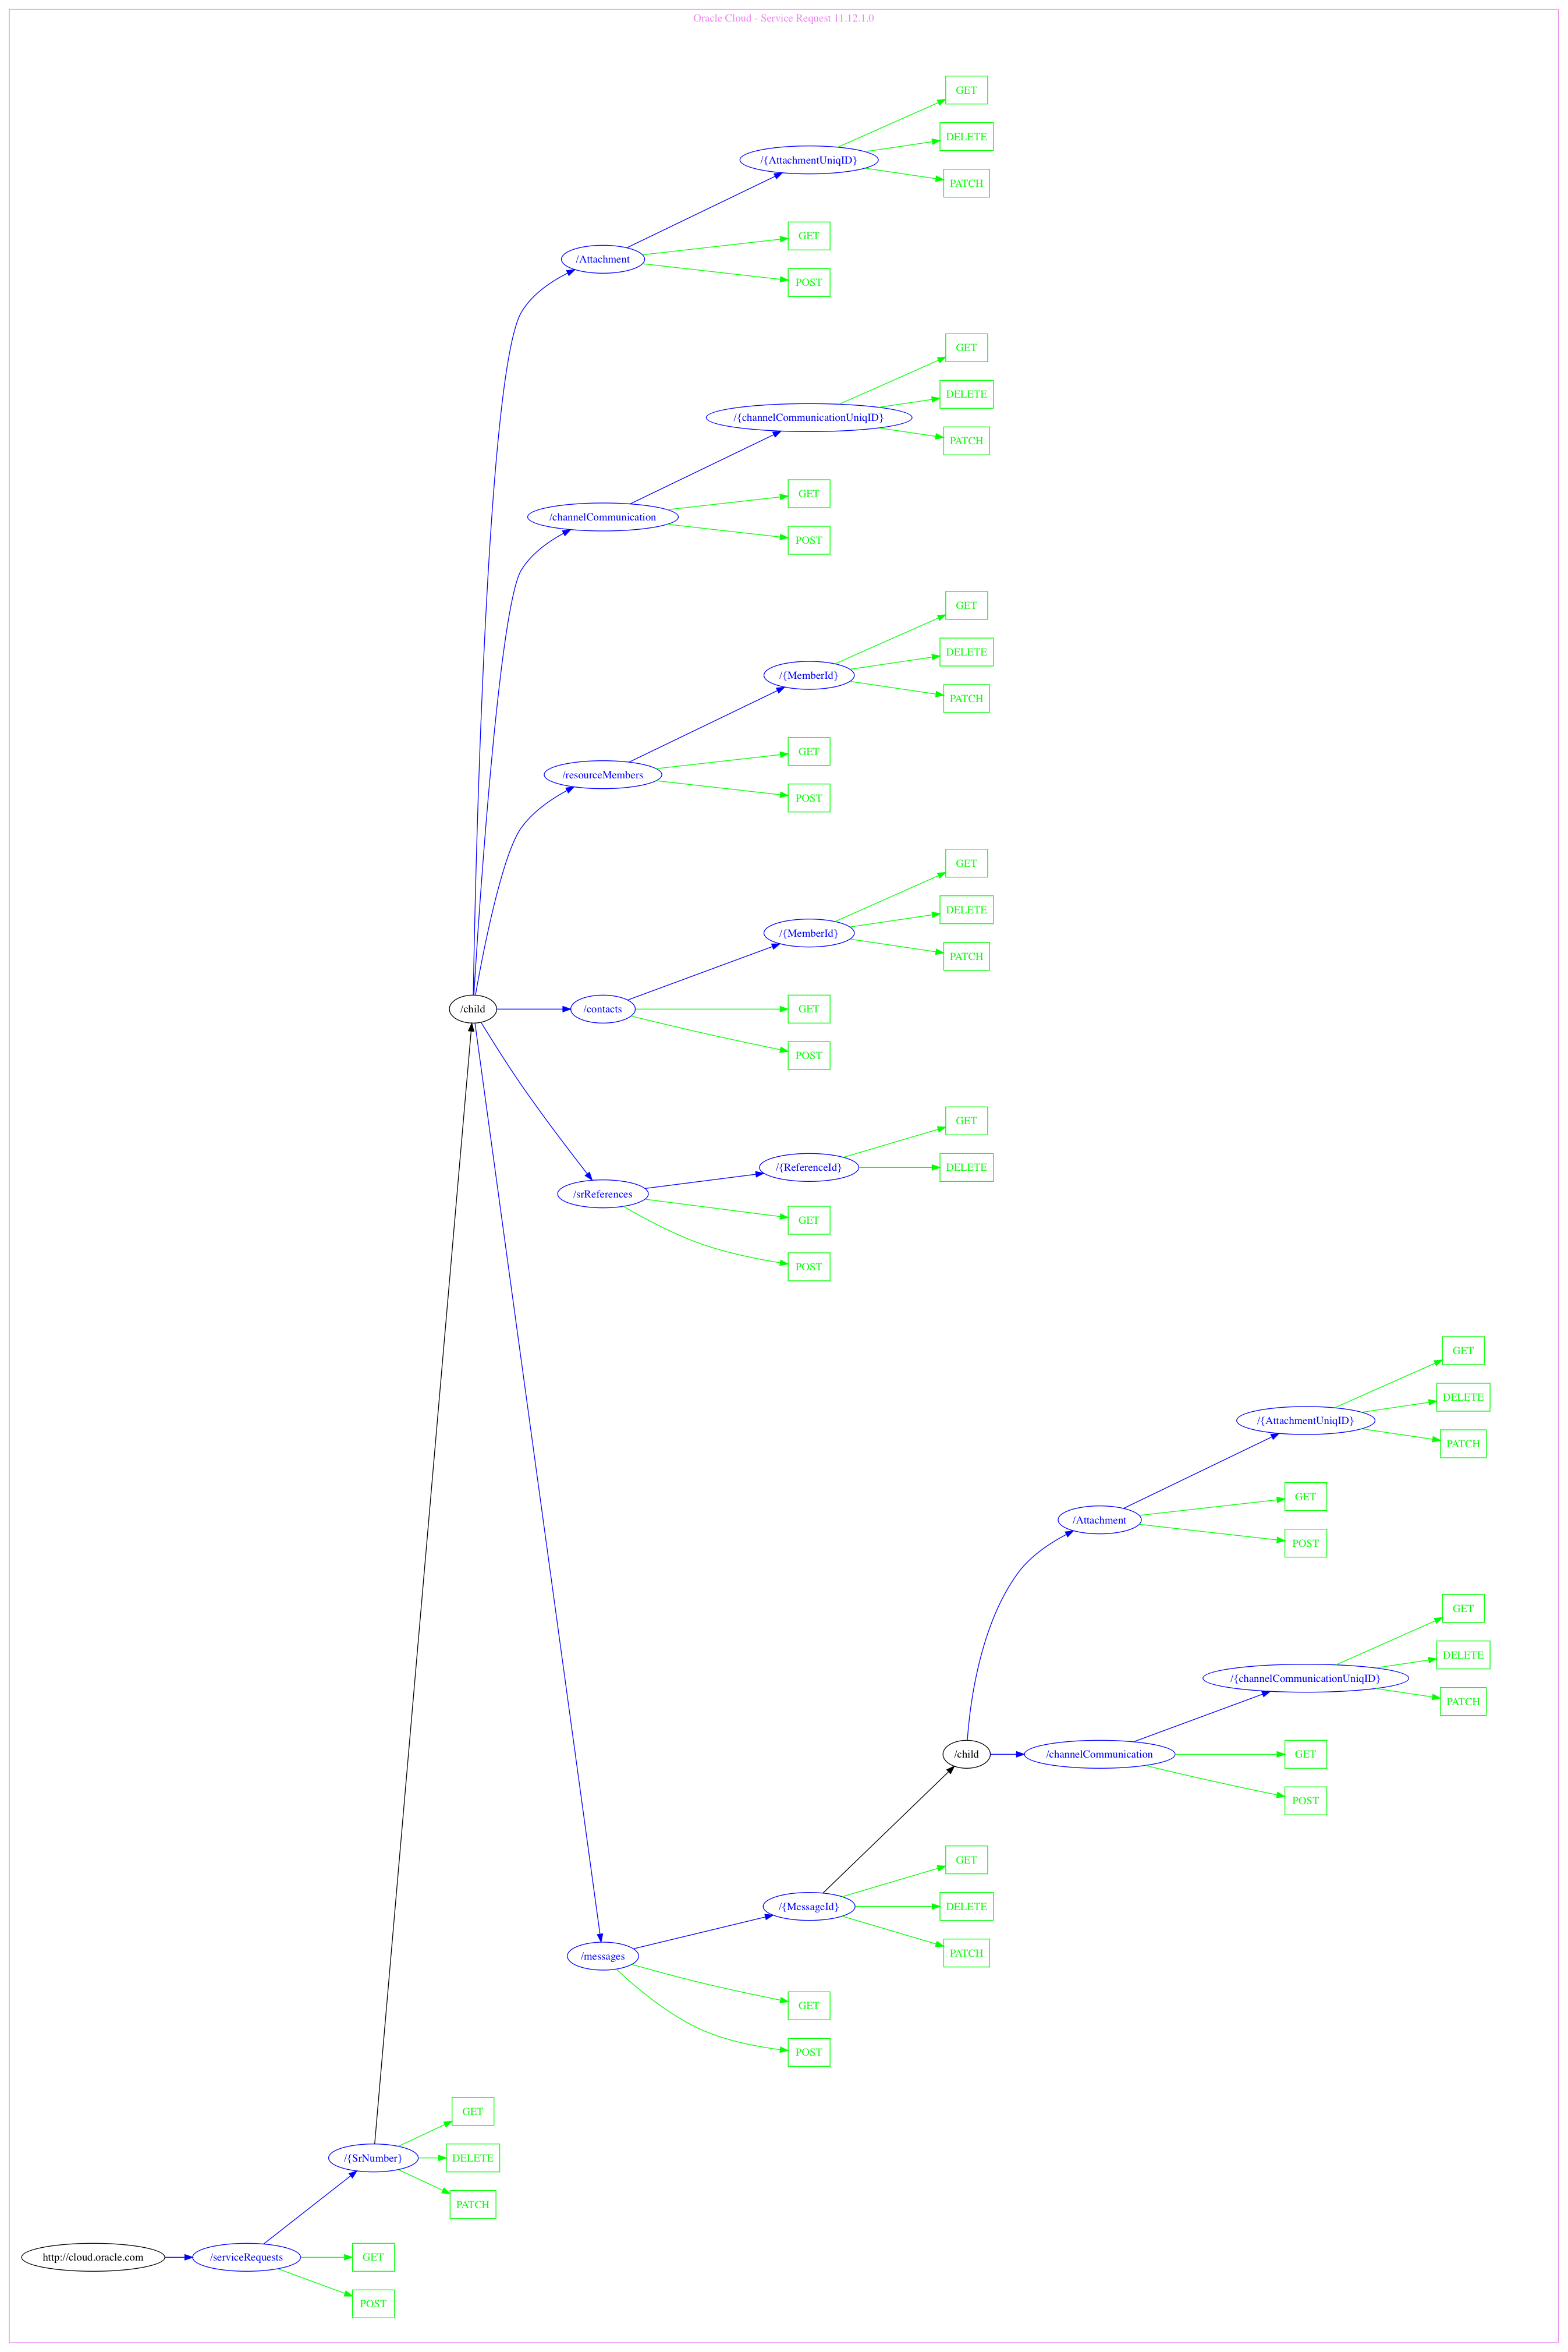 Oracle Cloud - Service Request 11.12.1.0
GET
DELETE
/{AttachmentUniqID}
PATCH
GET
/Attachment
POST
GET
DELETE
/{channelCommunicationUniqID}
PATCH
GET
/channelCommunication
POST
GET
DELETE
/{MemberId}
PATCH
GET
/resourceMembers
POST
GET
DELETE
/{MemberId}
PATCH
/child
/contacts
GET
POST
GET
/{ReferenceId}
DELETE
/srReferences
GET
POST
GET
DELETE
/{AttachmentUniqID}
PATCH
GET
/Attachment
POST
GET
DELETE
/{channelCommunicationUniqID}
PATCH
/child
/channelCommunication
GET
POST
GET
/{MessageId}
DELETE
PATCH
/messages
GET
POST
GET
/{SrNumber}
DELETE
PATCH
http://cloud.oracle.com
/serviceRequests
GET
POST